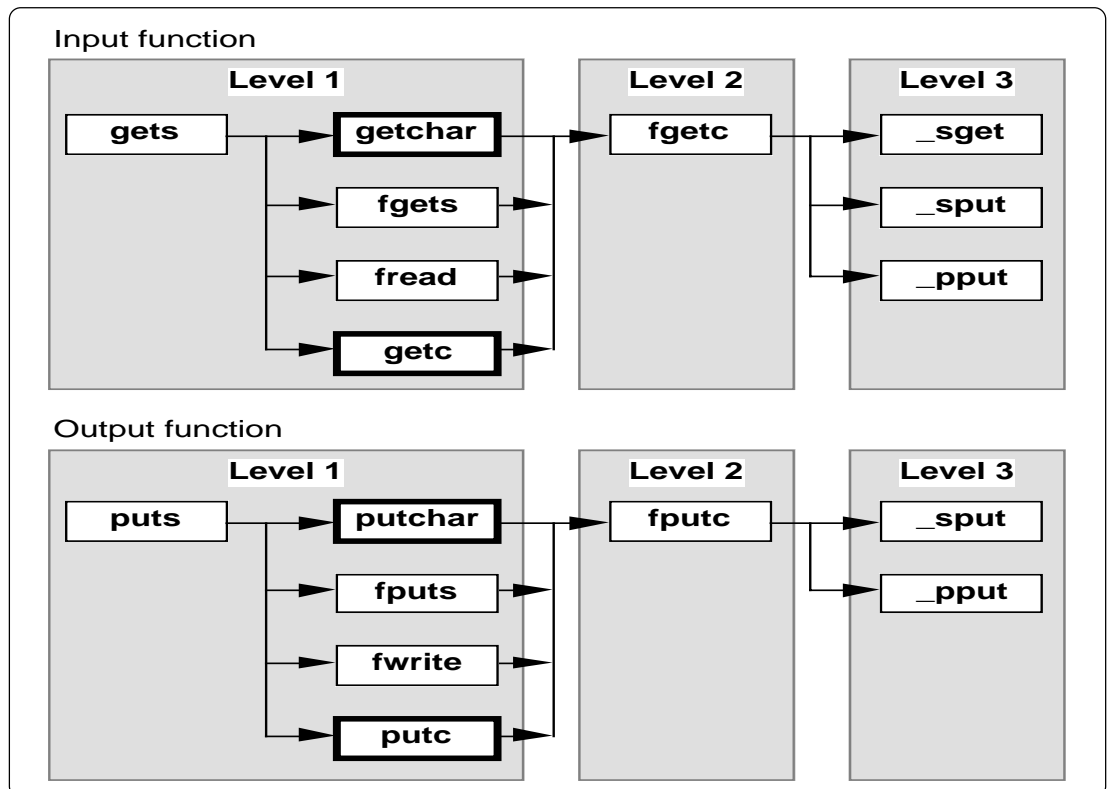 Input function
Level 1 Level 2 Level 3
gets getchar fgetc _sget
fgets _sput
fread _pput
getc
Output function
Level 1 Level 2 Level 3
puts putchar fputc _sput
fputs _pput
fwrite
putc